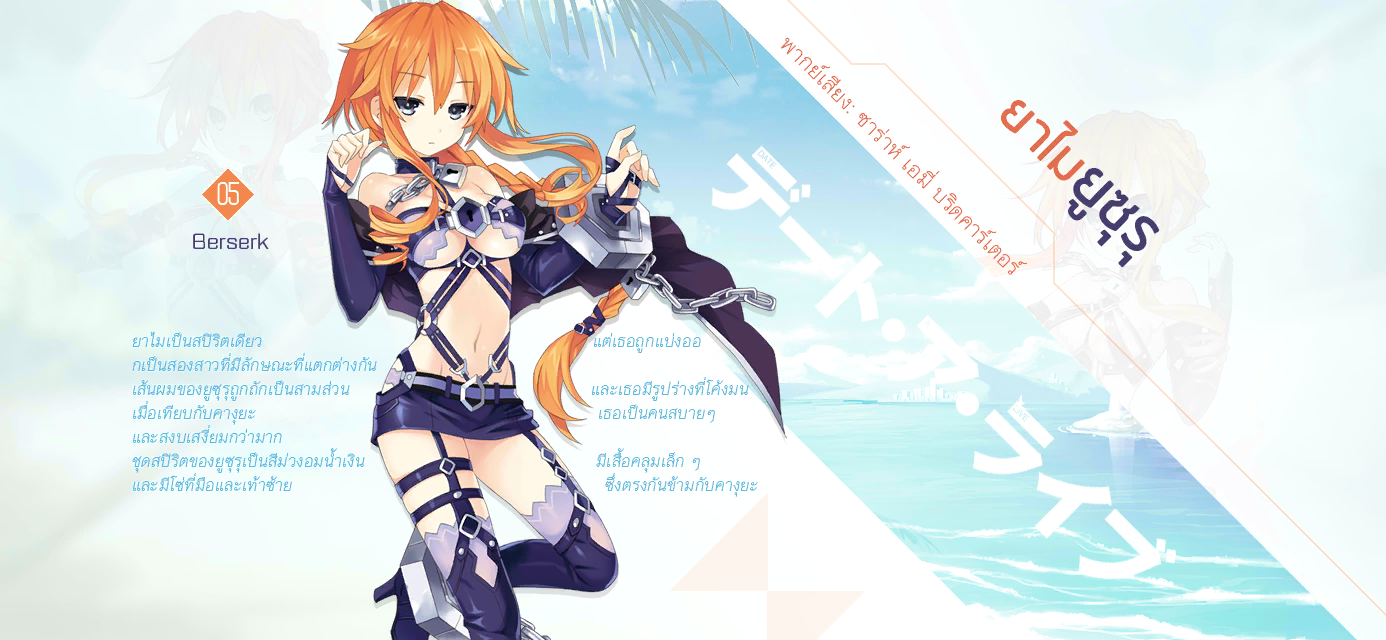 05
Berserk
ยาไมเป็นสปิริตเดียว แต่เธอถูกแบ่งออ
กเป็นสองสาวที่มีลักษณะที่แตกต่างกัน
เส้นผมของยูซุรุถูกถักเป็นสามส่วน และเธอมีรูปร่างที่โค้งมน
เมื่อเทียบกับคางุยะ เธอเป็นคนสบายๆ
และสงบเสงี่ยมกว่ามาก
ชุดสปิริตของยูซุรุเป็นสีม่วงอมน้ำเงิน มีเสื้อคลุมเล็ก ๆ
และมีโซ่ที่มือและเท้าซ้าย ซึ่งตรงกันข้ามกับคางุยะ
DATE
デート・ア・ライブ
LIVE
พากย์เสียง: ซาร่าห์ เอมี่ บริดคาร์เตอร์
ยาไมยูซุรุ